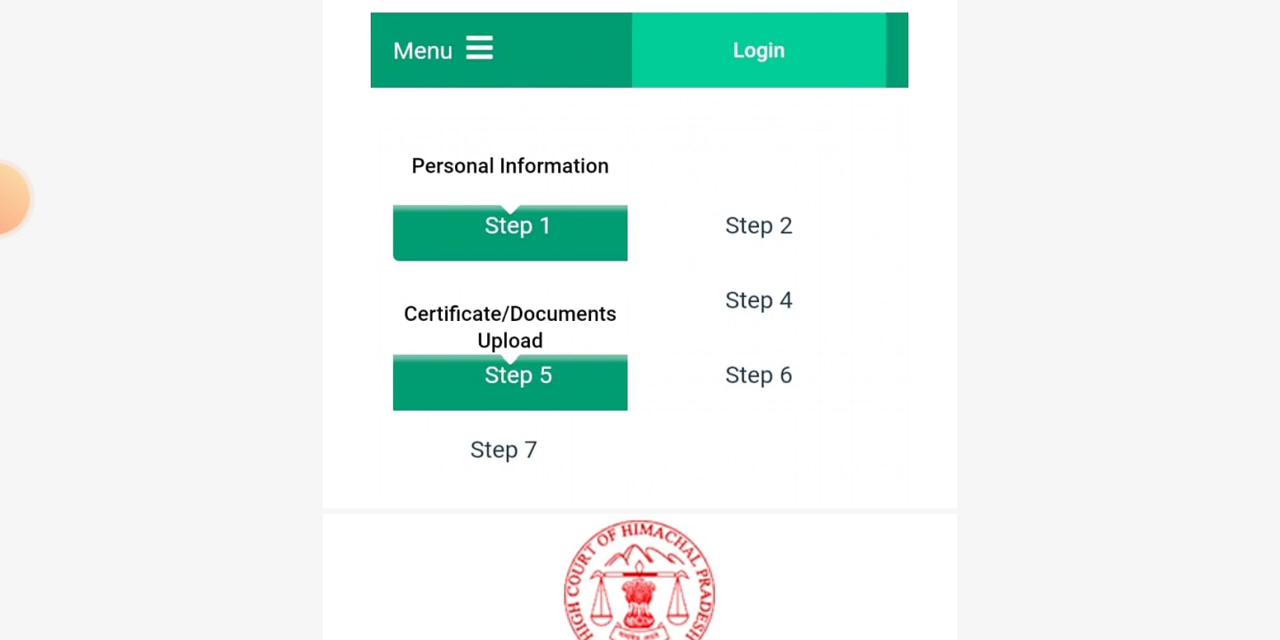 Menu Login
Personal Information
Step 1 Step 2
Step 4
Certificate/Documents
Upload
Step 5 Step 6
Step 7
HIGH COURT OF HIMACHAL PRADESH